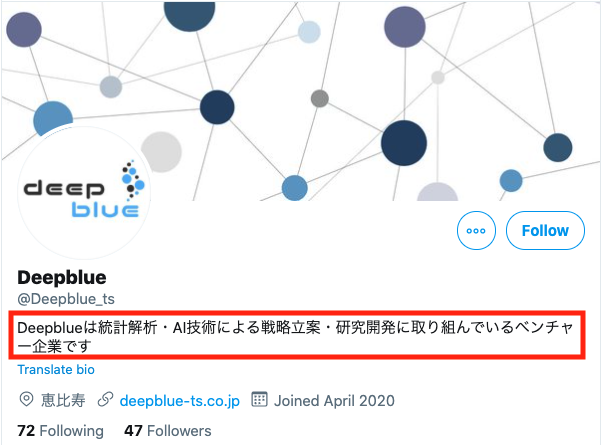 deep
blue
Follow
Deepblue
@Deepblue_ts
Deepblueは統計解析・AI技術による戦略立案・研究開発に取り組んでいるベンチャ
ー企業です
Translate bio
恵比寿 deepblue-ts.co.jp Joined April 2020
72 Following 47 Followers